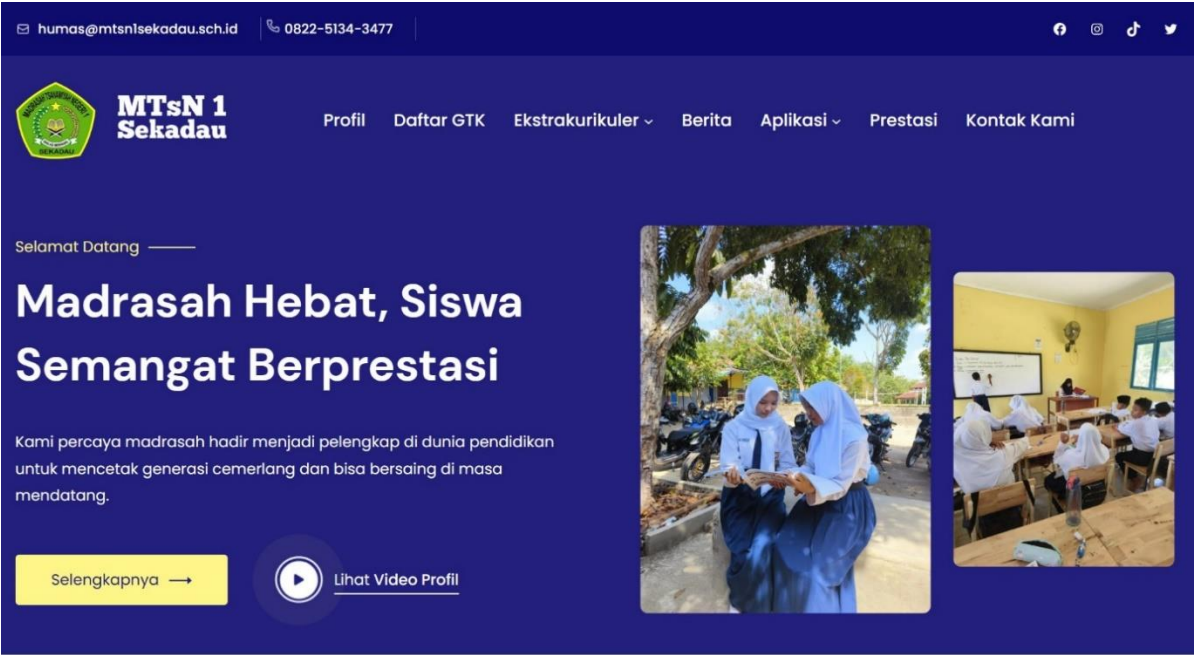 humas@mtsn1sekadau.sch.id
0822-5134-3477
MTsN 1
Sekadau
SEKADAU
Profil
Daftar GTK
Ekstrakurikuler
Berita
Aplikasi
Prestasi
Kontak Kami
Selamat Datang
Madrasah Hebat, Siswa
Semangat Berprestasi
Kami percaya madrasah hadir menjadi pelengkap di dunia pendidikan
untuk mencetak generasi cemerlang dan bisa bersaing di masa
mendatang.
Selengkapnya →
Lihat Video Profil